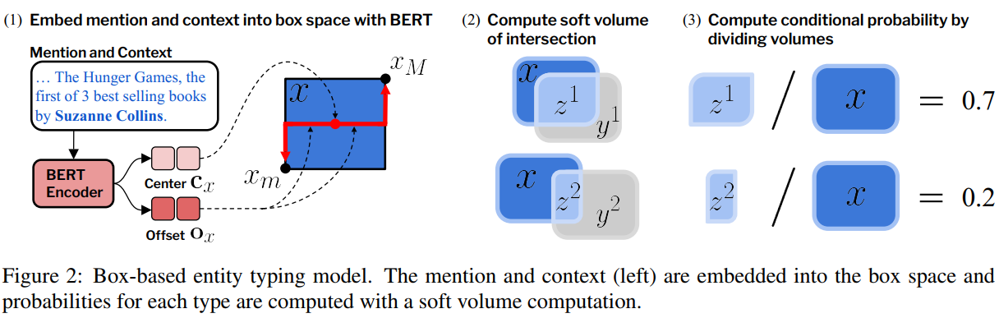 (1) Embed mention and context into box space with BERT
Mention and Context
... The Hunger Games, the
first of 3 best selling books
by Suzanne Collins.
BERT
Encoder
Center C_x
Offset O_x
x
x_M
x_m
(2) Compute soft volume
of intersection
x
z^1
y^1
x
z^2
y^2
(3) Compute conditional probability by
dividing volumes
z^1 / x = 0.7
z^2 / x = 0.2
Figure 2: Box-based entity typing model. The mention and context (left) are embedded into the box space and
probabilities for each type are computed with a soft volume computation.